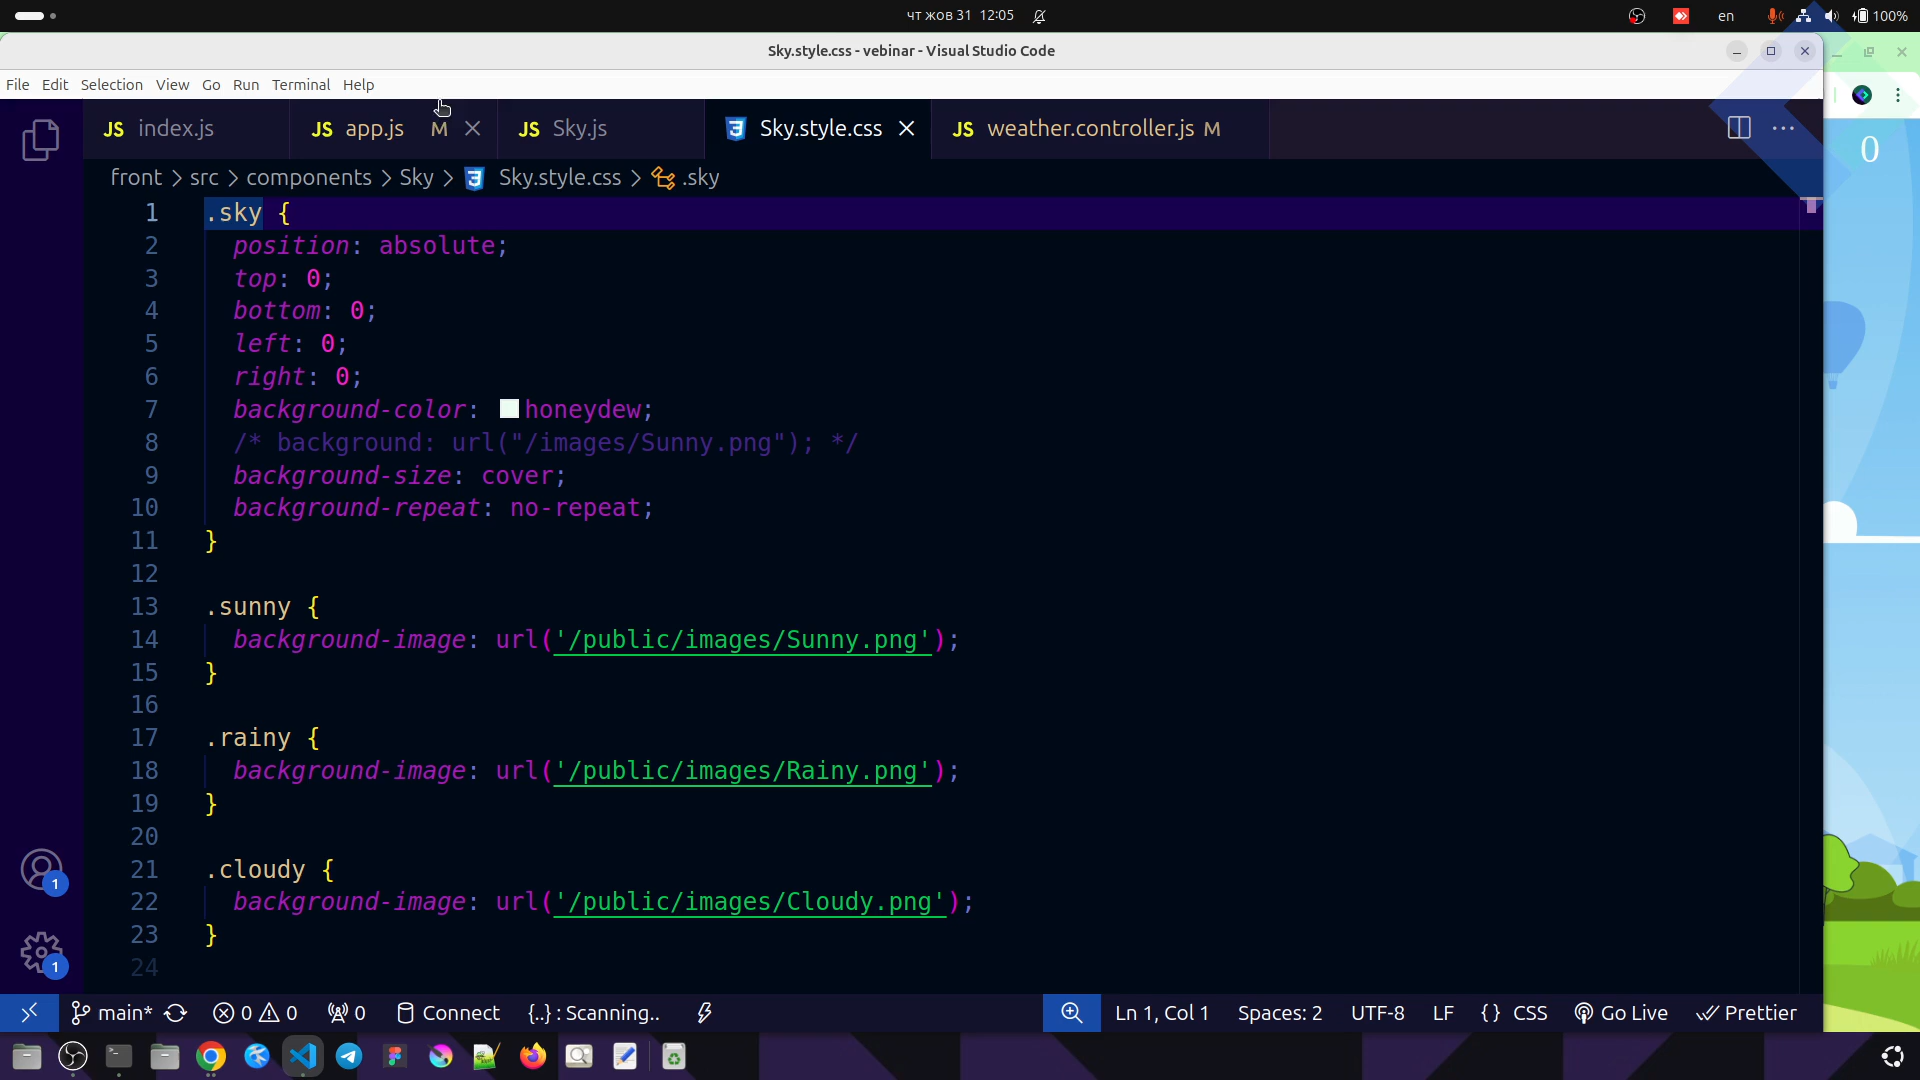 чт жов 31 12:05
en
100%
Sky.style.css - vebinar - Visual Studio Code
File Edit Selection View Go Run Terminal Help
JS index.js
JS app.js M
JS Sky.js
Sky.style.css
JS weather.controller.js M
front > src > components > Sky > Sky.style.css > .sky
0
1 .sky {
2 position: absolute;
3 top: 0;
4 bottom: 0;
5 left: 0;
6 right: 0;
7 background-color: honeydew;
8 /* background: url("/images/Sunny.png"); */
9 background-size: cover;
10 background-repeat: no-repeat;
11 }
12
13 .sunny {
14 background-image: url('/public/images/Sunny.png');
15 }
16
17 .rainy {
18 background-image: url('/public/images/Rainy.png');
19 }
20
21 .cloudy {
22 background-image: url('/public/images/Cloudy.png');
23 }
24
1
1
main* 0 0 0 Connect {..} : Scanning.. Ln 1, Col 1 Spaces: 2 UTF-8 LF {} CSS Go Live Prettier